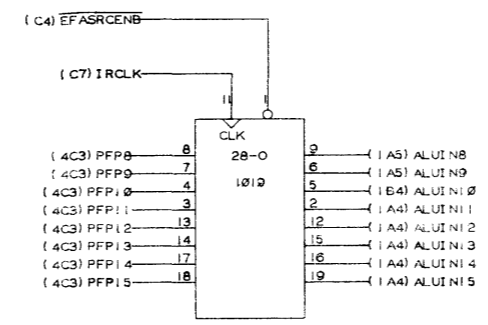 (C4) EFASRCENB
(C7) IRCLK
11 1
CLK
28-0
1019
(4C3) PFP8 8 9 (1A5) ALUIN8
(4C3) PFP9 7 6 (1A5) ALUIN9
(4C3) PFP10 4 5 (1B4) ALUIN10
(4C3) PFP11 3 2 (1A4) ALUIN11
(4C3) PFP12 13 12 (1A4) ALUIN12
(4C3) PFP13 14 15 (1A4) ALUIN13
(4C3) PFP14 17 16 (1A4) ALUIN14
(4C3) PFP15 18 19 (1A4) ALUIN15